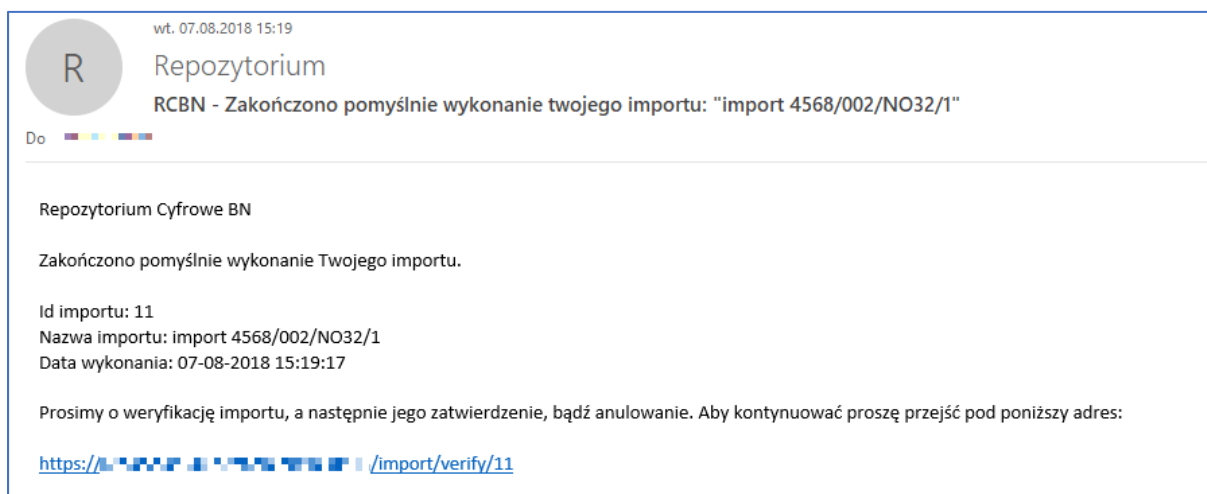 wt. 07.08.2018 15:19
R
Repozytorium
RCBN - Zakończono pomyślnie wykonanie twojego importu: "import 4568/002/NO32/1"
Do
Repozytorium Cyfrowe BN
Zakończono pomyślnie wykonanie Twojego importu.
Id importu: 11
Nazwa importu: import 4568/002/NO32/1
Data wykonania: 07-08-2018 15:19:17
Prosimy o weryfikację importu, a następnie jego zatwierdzenie, bądź anulowanie. Aby kontynuować proszę przejść pod poniższy adres:
https:// /import/verify/11